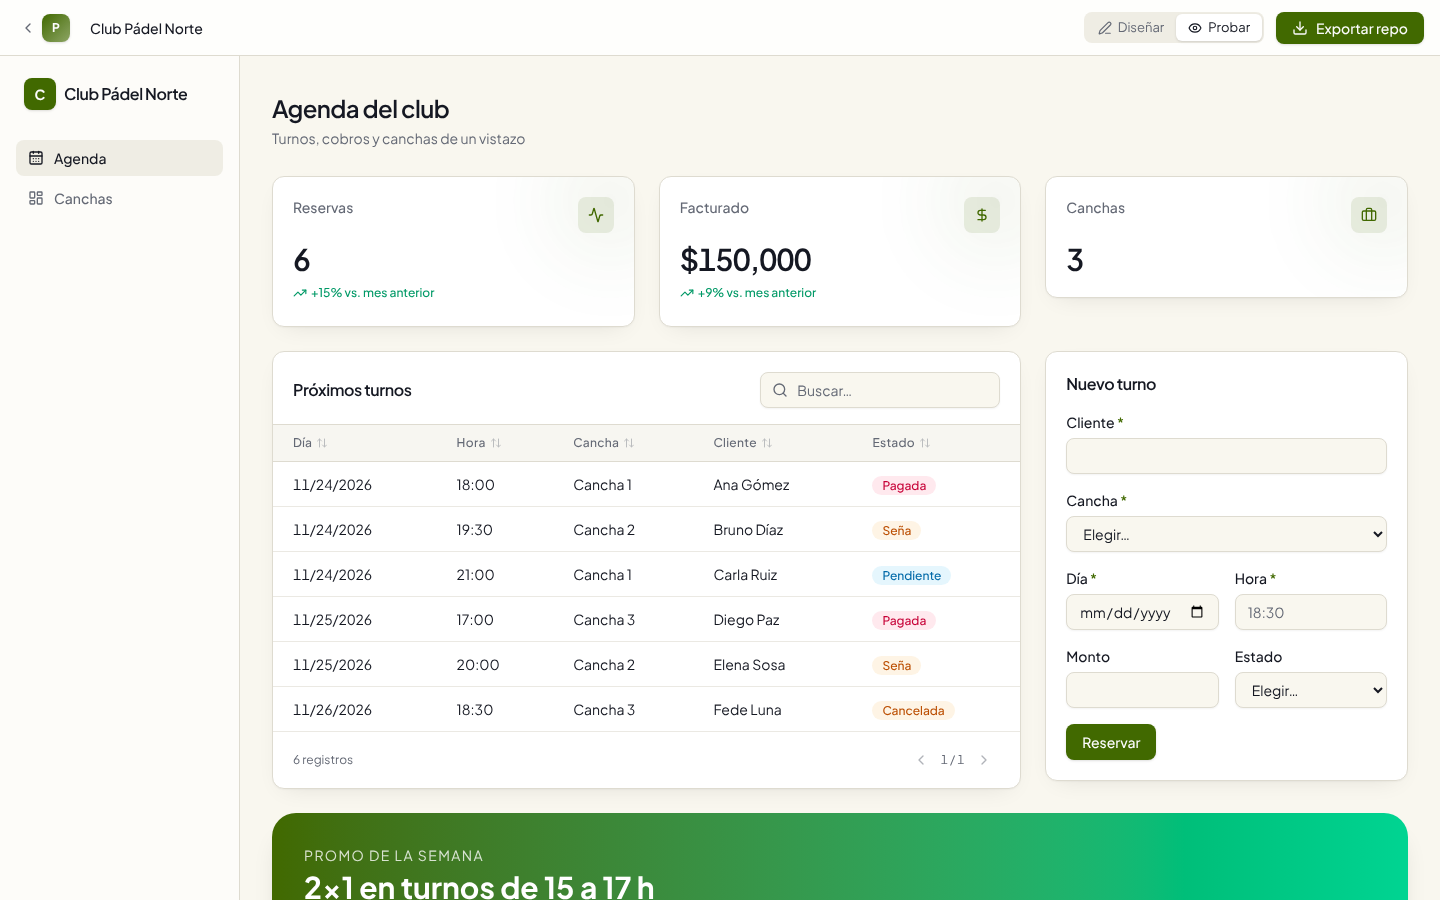 P
Club Pádel Norte
Diseñar
Probar
Exportar repo
C
Club Pádel Norte
Agenda
Canchas
Agenda del club
Turnos, cobros y canchas de un vistazo
Reservas
6
+15% vs. mes anterior
Facturado
$150,000
+9% vs. mes anterior
Canchas
3
Próximos turnos
Buscar...
Día Hora Cancha Cliente Estado
11/24/2026 18:00 Cancha 1 Ana Gómez Pagada
11/24/2026 19:30 Cancha 2 Bruno Díaz Seña
11/24/2026 21:00 Cancha 1 Carla Ruiz Pendiente
11/25/2026 17:00 Cancha 3 Diego Paz Pagada
11/25/2026 20:00 Cancha 2 Elena Sosa Seña
11/26/2026 18:30 Cancha 3 Fede Luna Cancelada
6 registros
1 / 1
Nuevo turno
Cliente *
Cancha *
Elegir...
Día * Hora *
mm/dd/yyyy 18:30
Monto Estado
Elegir...
Reservar
PROMO DE LA SEMANA
2×1 en turnos de 15 a 17 h